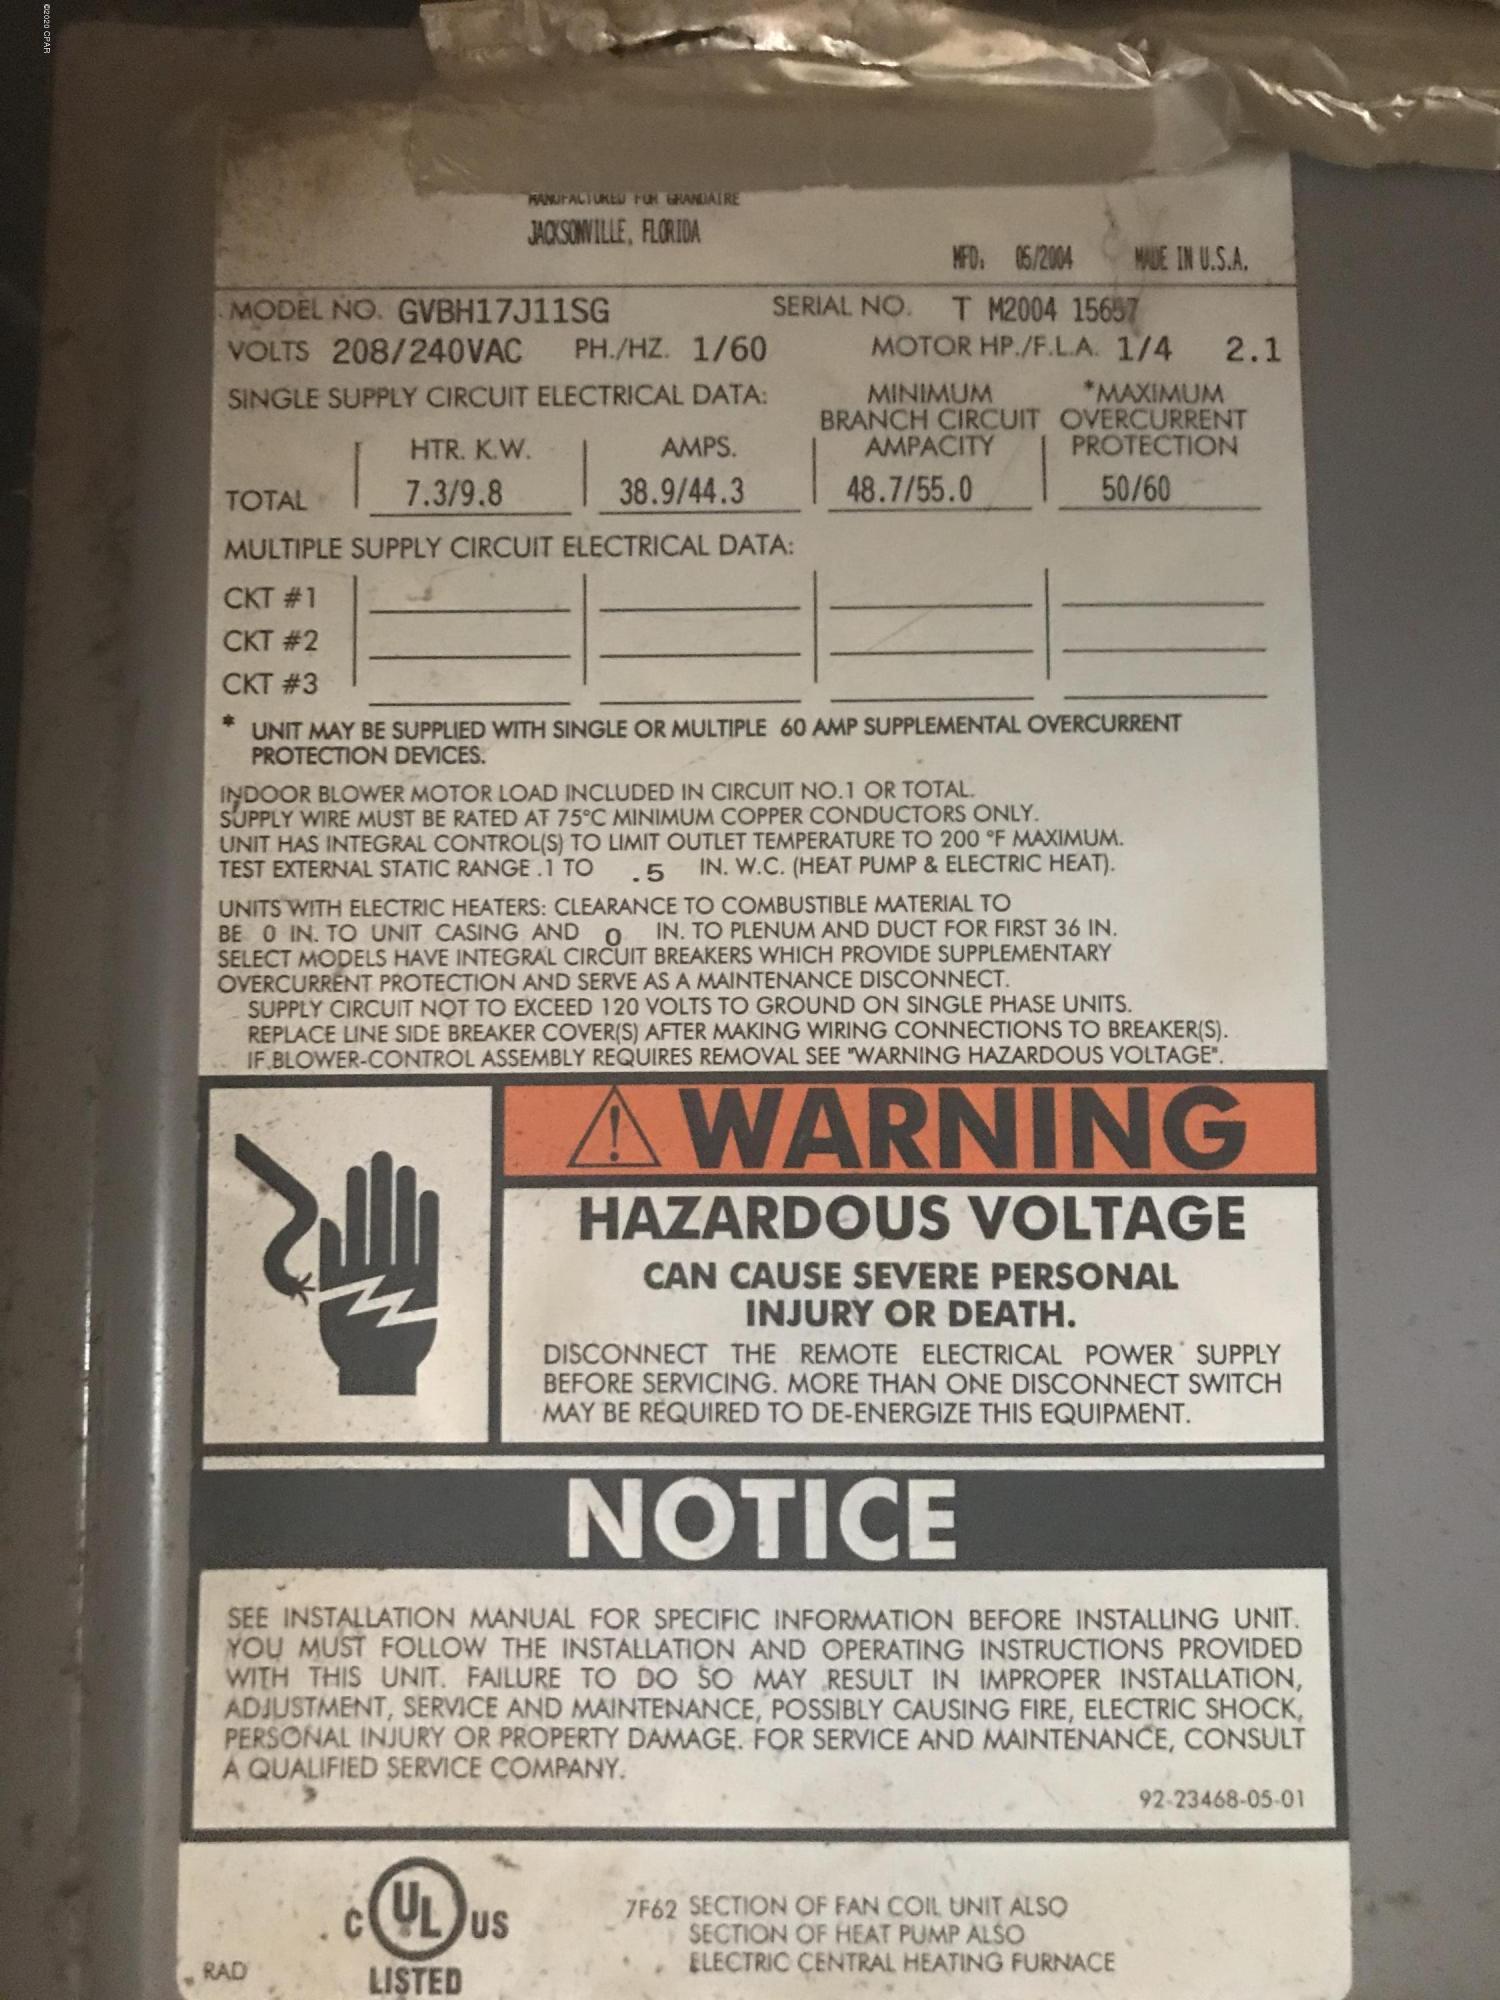 ©2020 CPAR
MANUFACTURED FOR GRANDAIRE
JACKSONVILLE, FLORIDA
MFD: 05/2004 MADE IN U.S.A.
MODEL NO. GVBH17J11SG SERIAL NO. T M2004 15657
VOLTS 208/240VAC PH./HZ. 1/60 MOTOR HP./F.L.A. 1/4 2.1
SINGLE SUPPLY CIRCUIT ELECTRICAL DATA: MINIMUM *MAXIMUM
BRANCH CIRCUIT OVERCURRENT
HTR. K.W. AMPS. AMPACITY PROTECTION
TOTAL 7.3/9.8 38.9/44.3 48.7/55.0 50/60
MULTIPLE SUPPLY CIRCUIT ELECTRICAL DATA:
CKT #1
CKT #2
CKT #3
* UNIT MAY BE SUPPLIED WITH SINGLE OR MULTIPLE 60 AMP SUPPLEMENTAL OVERCURRENT
PROTECTION DEVICES.
INDOOR BLOWER MOTOR LOAD INCLUDED IN CIRCUIT NO.1 OR TOTAL.
SUPPLY WIRE MUST BE RATED AT 75°C MINIMUM COPPER CONDUCTORS ONLY.
UNIT HAS INTEGRAL CONTROL(S) TO LIMIT OUTLET TEMPERATURE TO 200 °F MAXIMUM.
TEST EXTERNAL STATIC RANGE .1 TO .5 IN. W.C. (HEAT PUMP & ELECTRIC HEAT).
UNITS WITH ELECTRIC HEATERS: CLEARANCE TO COMBUSTIBLE MATERIAL TO
BE 0 IN. TO UNIT CASING AND 0 IN. TO PLENUM AND DUCT FOR FIRST 36 IN.
SELECT MODELS HAVE INTEGRAL CIRCUIT BREAKERS WHICH PROVIDE SUPPLEMENTARY
OVERCURRENT PROTECTION AND SERVE AS A MAINTENANCE DISCONNECT.
SUPPLY CIRCUIT NOT TO EXCEED 120 VOLTS TO GROUND ON SINGLE PHASE UNITS.
REPLACE LINE SIDE BREAKER COVER(S) AFTER MAKING WIRING CONNECTIONS TO BREAKER(S).
IF BLOWER-CONTROL ASSEMBLY REQUIRES REMOVAL SEE "WARNING HAZARDOUS VOLTAGE".
WARNING
HAZARDOUS VOLTAGE
CAN CAUSE SEVERE PERSONAL
INJURY OR DEATH.
DISCONNECT THE REMOTE ELECTRICAL POWER SUPPLY
BEFORE SERVICING. MORE THAN ONE DISCONNECT SWITCH
MAY BE REQUIRED TO DE-ENERGIZE THIS EQUIPMENT.
NOTICE
SEE INSTALLATION MANUAL FOR SPECIFIC INFORMATION BEFORE INSTALLING UNIT.
YOU MUST FOLLOW THE INSTALLATION AND OPERATING INSTRUCTIONS PROVIDED
WITH THIS UNIT. FAILURE TO DO SO MAY RESULT IN IMPROPER INSTALLATION,
ADJUSTMENT, SERVICE AND MAINTENANCE, POSSIBLY CAUSING FIRE, ELECTRIC SHOCK,
PERSONAL INJURY OR PROPERTY DAMAGE. FOR SERVICE AND MAINTENANCE, CONSULT
A QUALIFIED SERVICE COMPANY.
92-23468-05-01
C UL US
LISTED
7F62 SECTION OF FAN COIL UNIT ALSO
SECTION OF HEAT PUMP ALSO
ELECTRIC CENTRAL HEATING FURNACE
RAD